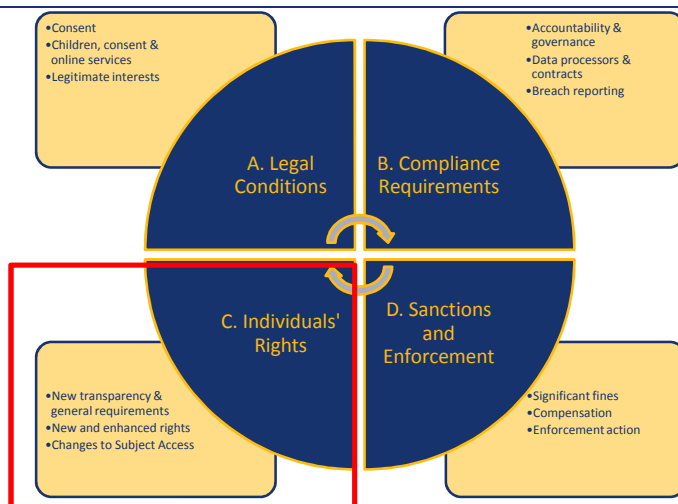 •Consent
•Children, consent &
online services
•Legitimate interests
•Accountability &
governance
•Data processors &
contracts
•Breach reporting
A. Legal
Conditions
B. Compliance
Requirements
C. Individuals'
Rights
D. Sanctions
and
Enforcement
•New transparency &
general requirements
•New and enhanced rights
•Changes to Subject Access
•Significant fines
•Compensation
•Enforcement action